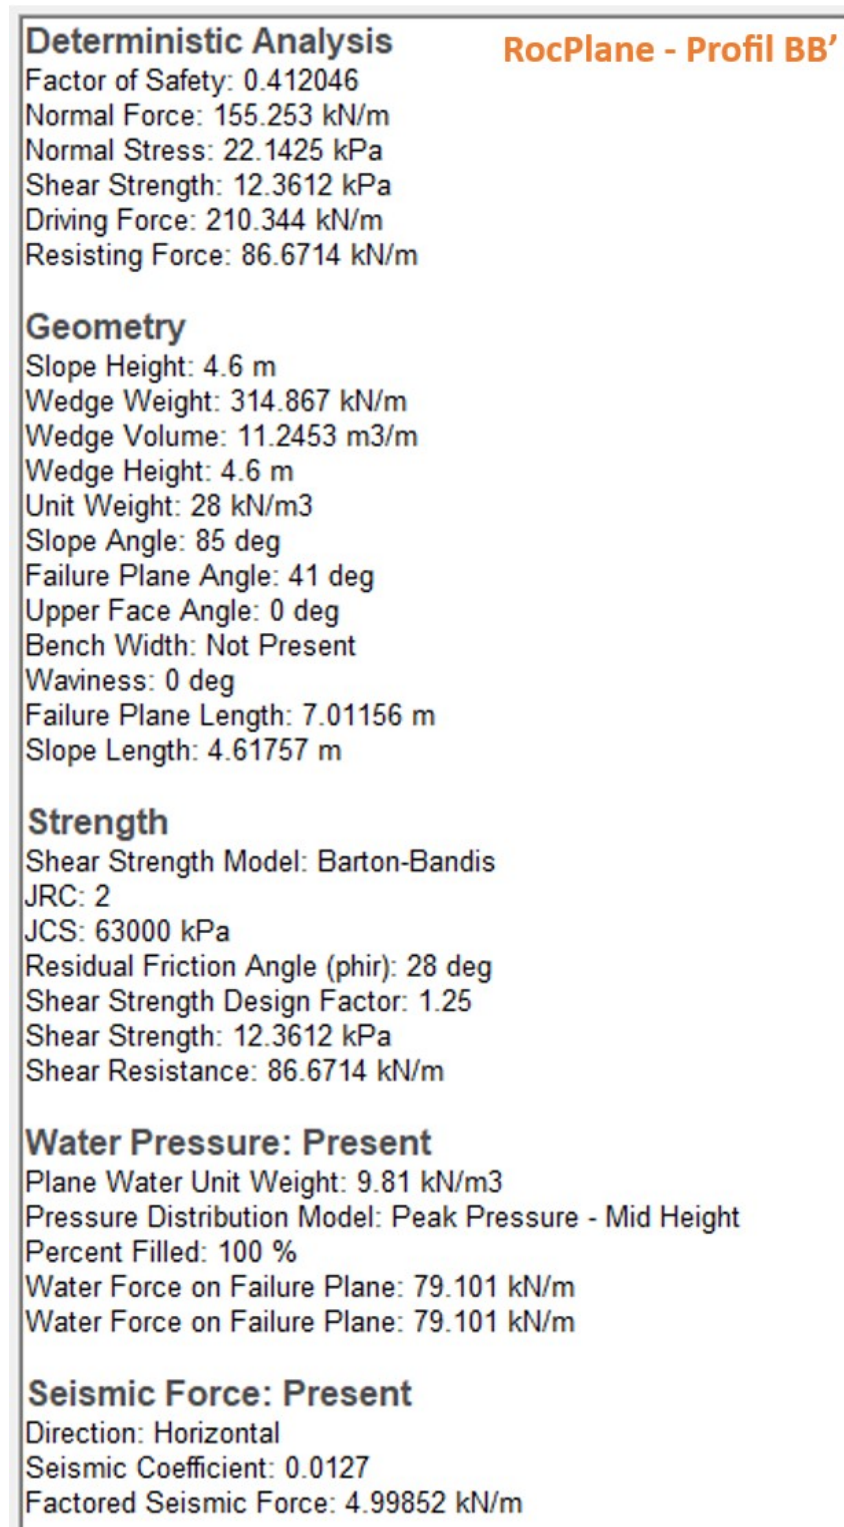 Deterministic Analysis
RocPlane - Profil BB’
Factor of Safety: 0.412046
Normal Force: 155.253 kN/m
Normal Stress: 22.1425 kPa
Shear Strength: 12.3612 kPa
Driving Force: 210.344 kN/m
Resisting Force: 86.6714 kN/m
Geometry
Slope Height: 4.6 m
Wedge Weight: 314.867 kN/m
Wedge Volume: 11.2453 m3/m
Wedge Height: 4.6 m
Unit Weight: 28 kN/m3
Slope Angle: 85 deg
Failure Plane Angle: 41 deg
Upper Face Angle: 0 deg
Bench Width: Not Present
Waviness: 0 deg
Failure Plane Length: 7.01156 m
Slope Length: 4.61757 m
Strength
Shear Strength Model: Barton-Bandis
JRC: 2
JCS: 63000 kPa
Residual Friction Angle (phir): 28 deg
Shear Strength Design Factor: 1.25
Shear Strength: 12.3612 kPa
Shear Resistance: 86.6714 kN/m
Water Pressure: Present
Plane Water Unit Weight: 9.81 kN/m3
Pressure Distribution Model: Peak Pressure - Mid Height
Percent Filled: 100 %
Water Force on Failure Plane: 79.101 kN/m
Water Force on Failure Plane: 79.101 kN/m
Seismic Force: Present
Direction: Horizontal
Seismic Coefficient: 0.0127
Factored Seismic Force: 4.99852 kN/m